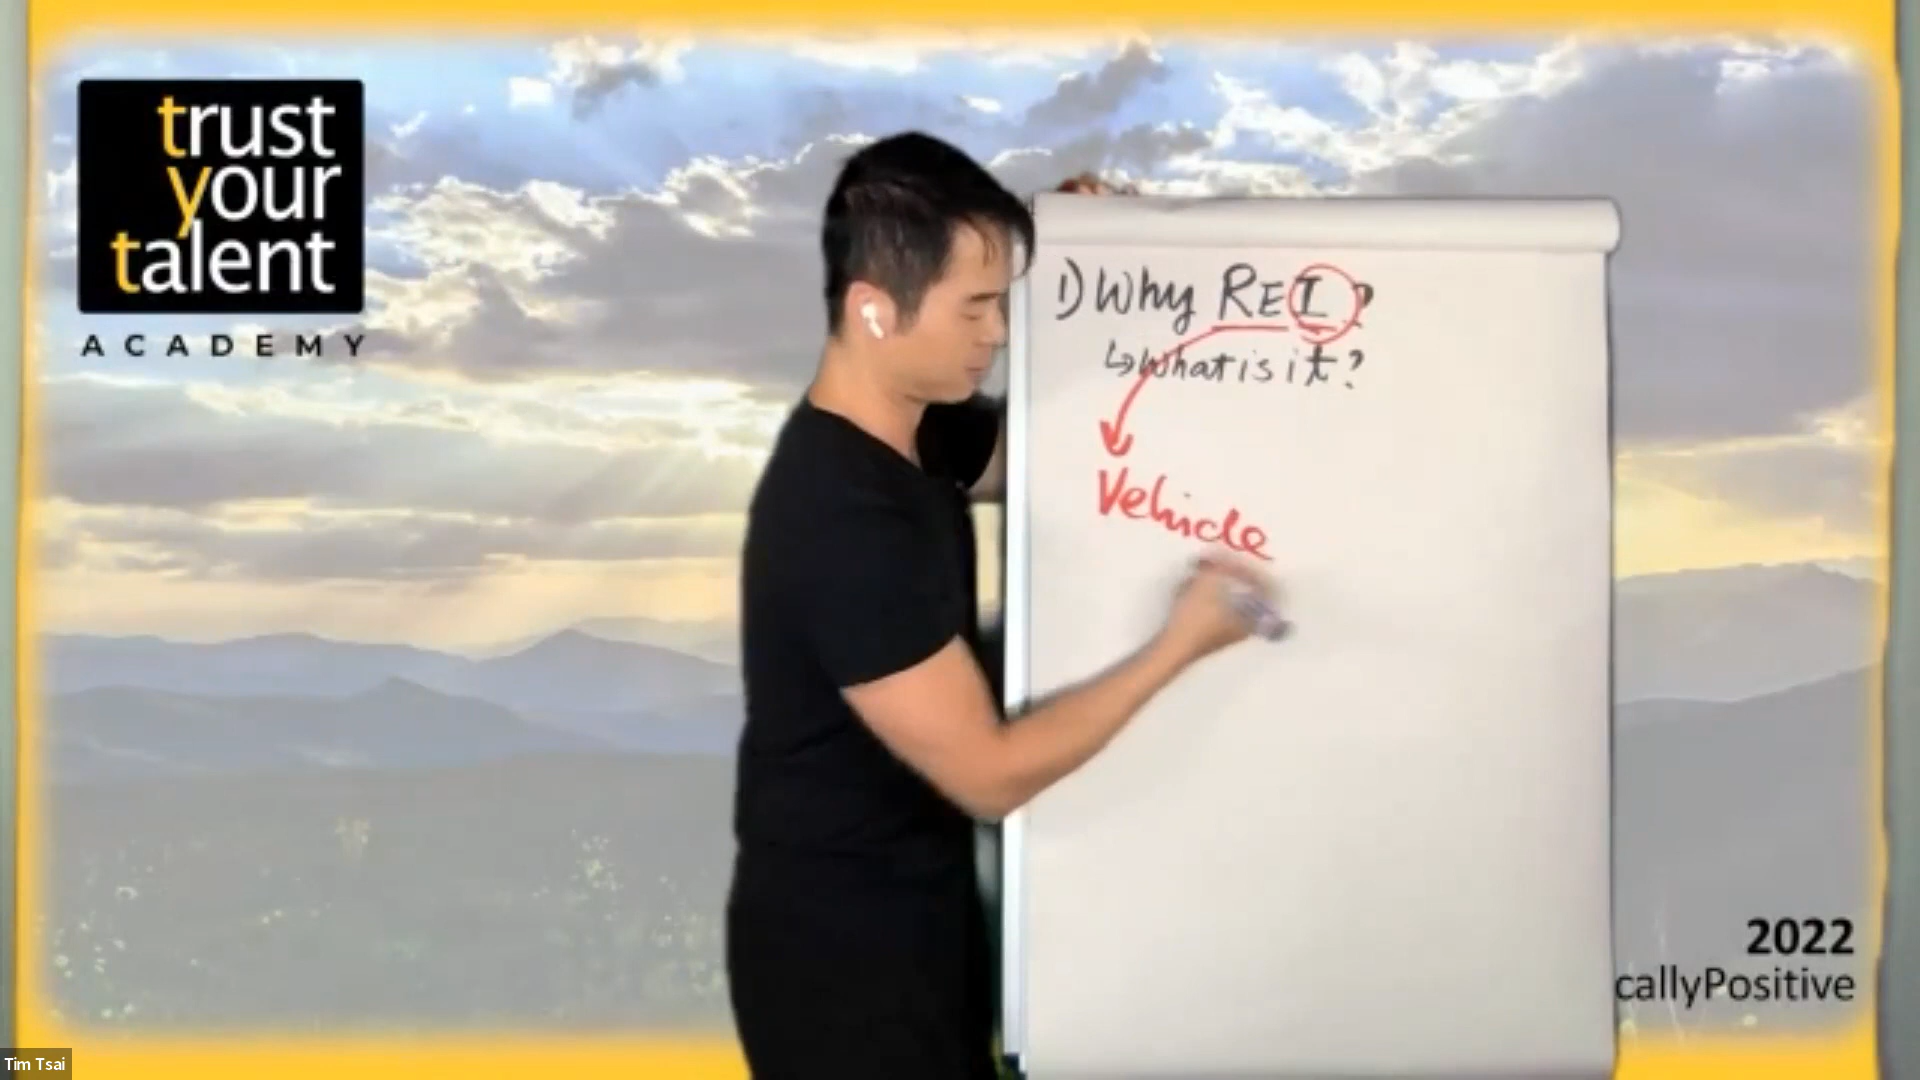 trust
your
talent
ACADEMY
1) Why REI?
↳ What is it?
Vehicle
2022
callyPositive
Tim Tsai